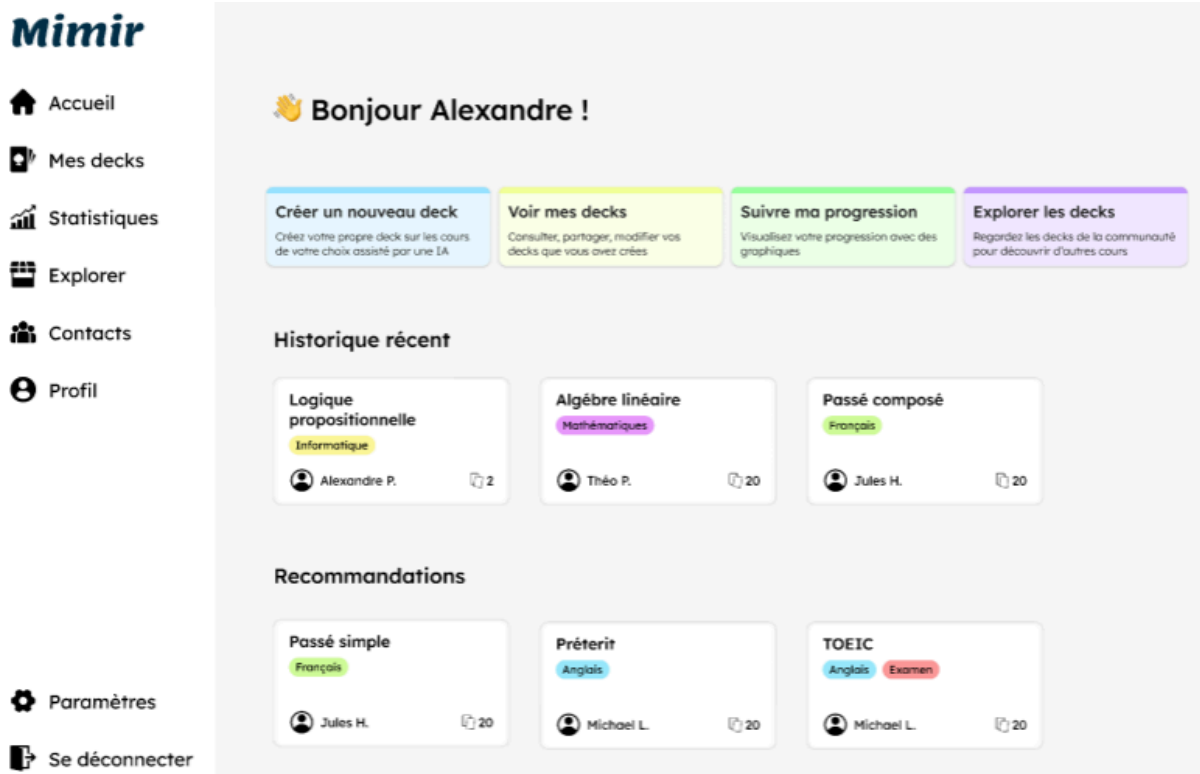 Mimir
Accueil
Mes decks
Statistiques
Explorer
Contacts
Profil
Paramètres
Se déconnecter
👋 Bonjour Alexandre !
Créer un nouveau deck
Créez votre propre deck sur les cours
de votre choix assisté par une IA
Voir mes decks
Consulter, partager, modifier vos
decks que vous avez crées
Suivre ma progression
Visualisez votre progression avec des
graphiques
Explorer les decks
Regardez les decks de la communauté
pour découvrir d'autres cours
Historique récent
Logique
propositionnelle
Informatique
Alexandre P.
2
Algébre linéaire
Mathématiques
Théo P.
20
Passé composé
Français
Jules H.
20
Recommandations
Passé simple
Français
Jules H.
20
Préterit
Anglais
Michael L.
20
TOEIC
Anglais Examen
Michael L.
20